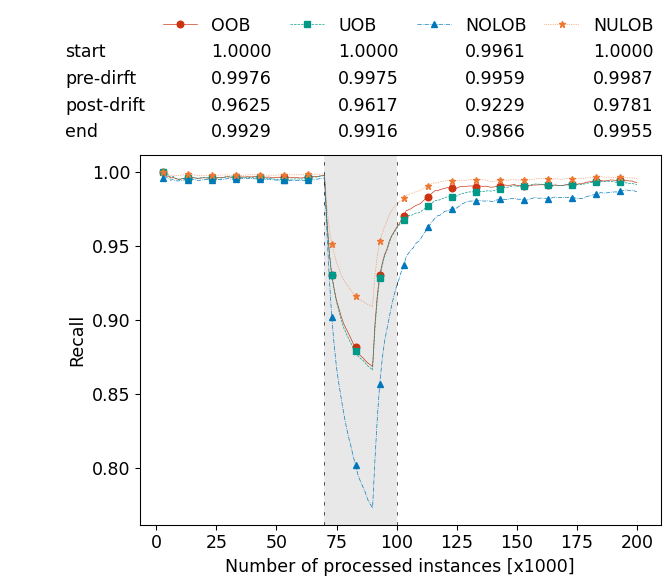 OOB UOB NOLOB NULOB
start 1.0000 1.0000 0.9961 1.0000
pre-dirft 0.9976 0.9975 0.9959 0.9987
post-drift 0.9625 0.9617 0.9229 0.9781
end 0.9929 0.9916 0.9866 0.9955
1.00
0.95
0.90
0.85
0.80
Recall
0 25 50 75 100 125 150 175 200
Number of processed instances [x1000]